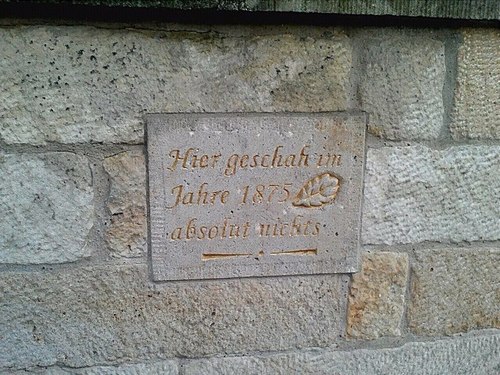 Hier geschah im
Jahre 1875
absolut nichts